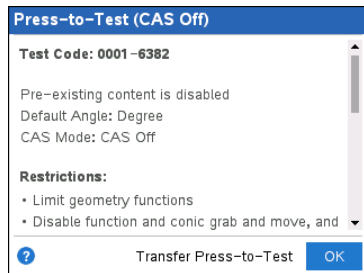 Press-to-Test (CAS Off)
Test Code: 0001-6382
Pre-existing content is disabled
Default Angle: Degree
CAS Mode: CAS Off
Restrictions:
• Limit geometry functions
• Disable function and conic grab and move, and
? Transfer Press-to-Test OK